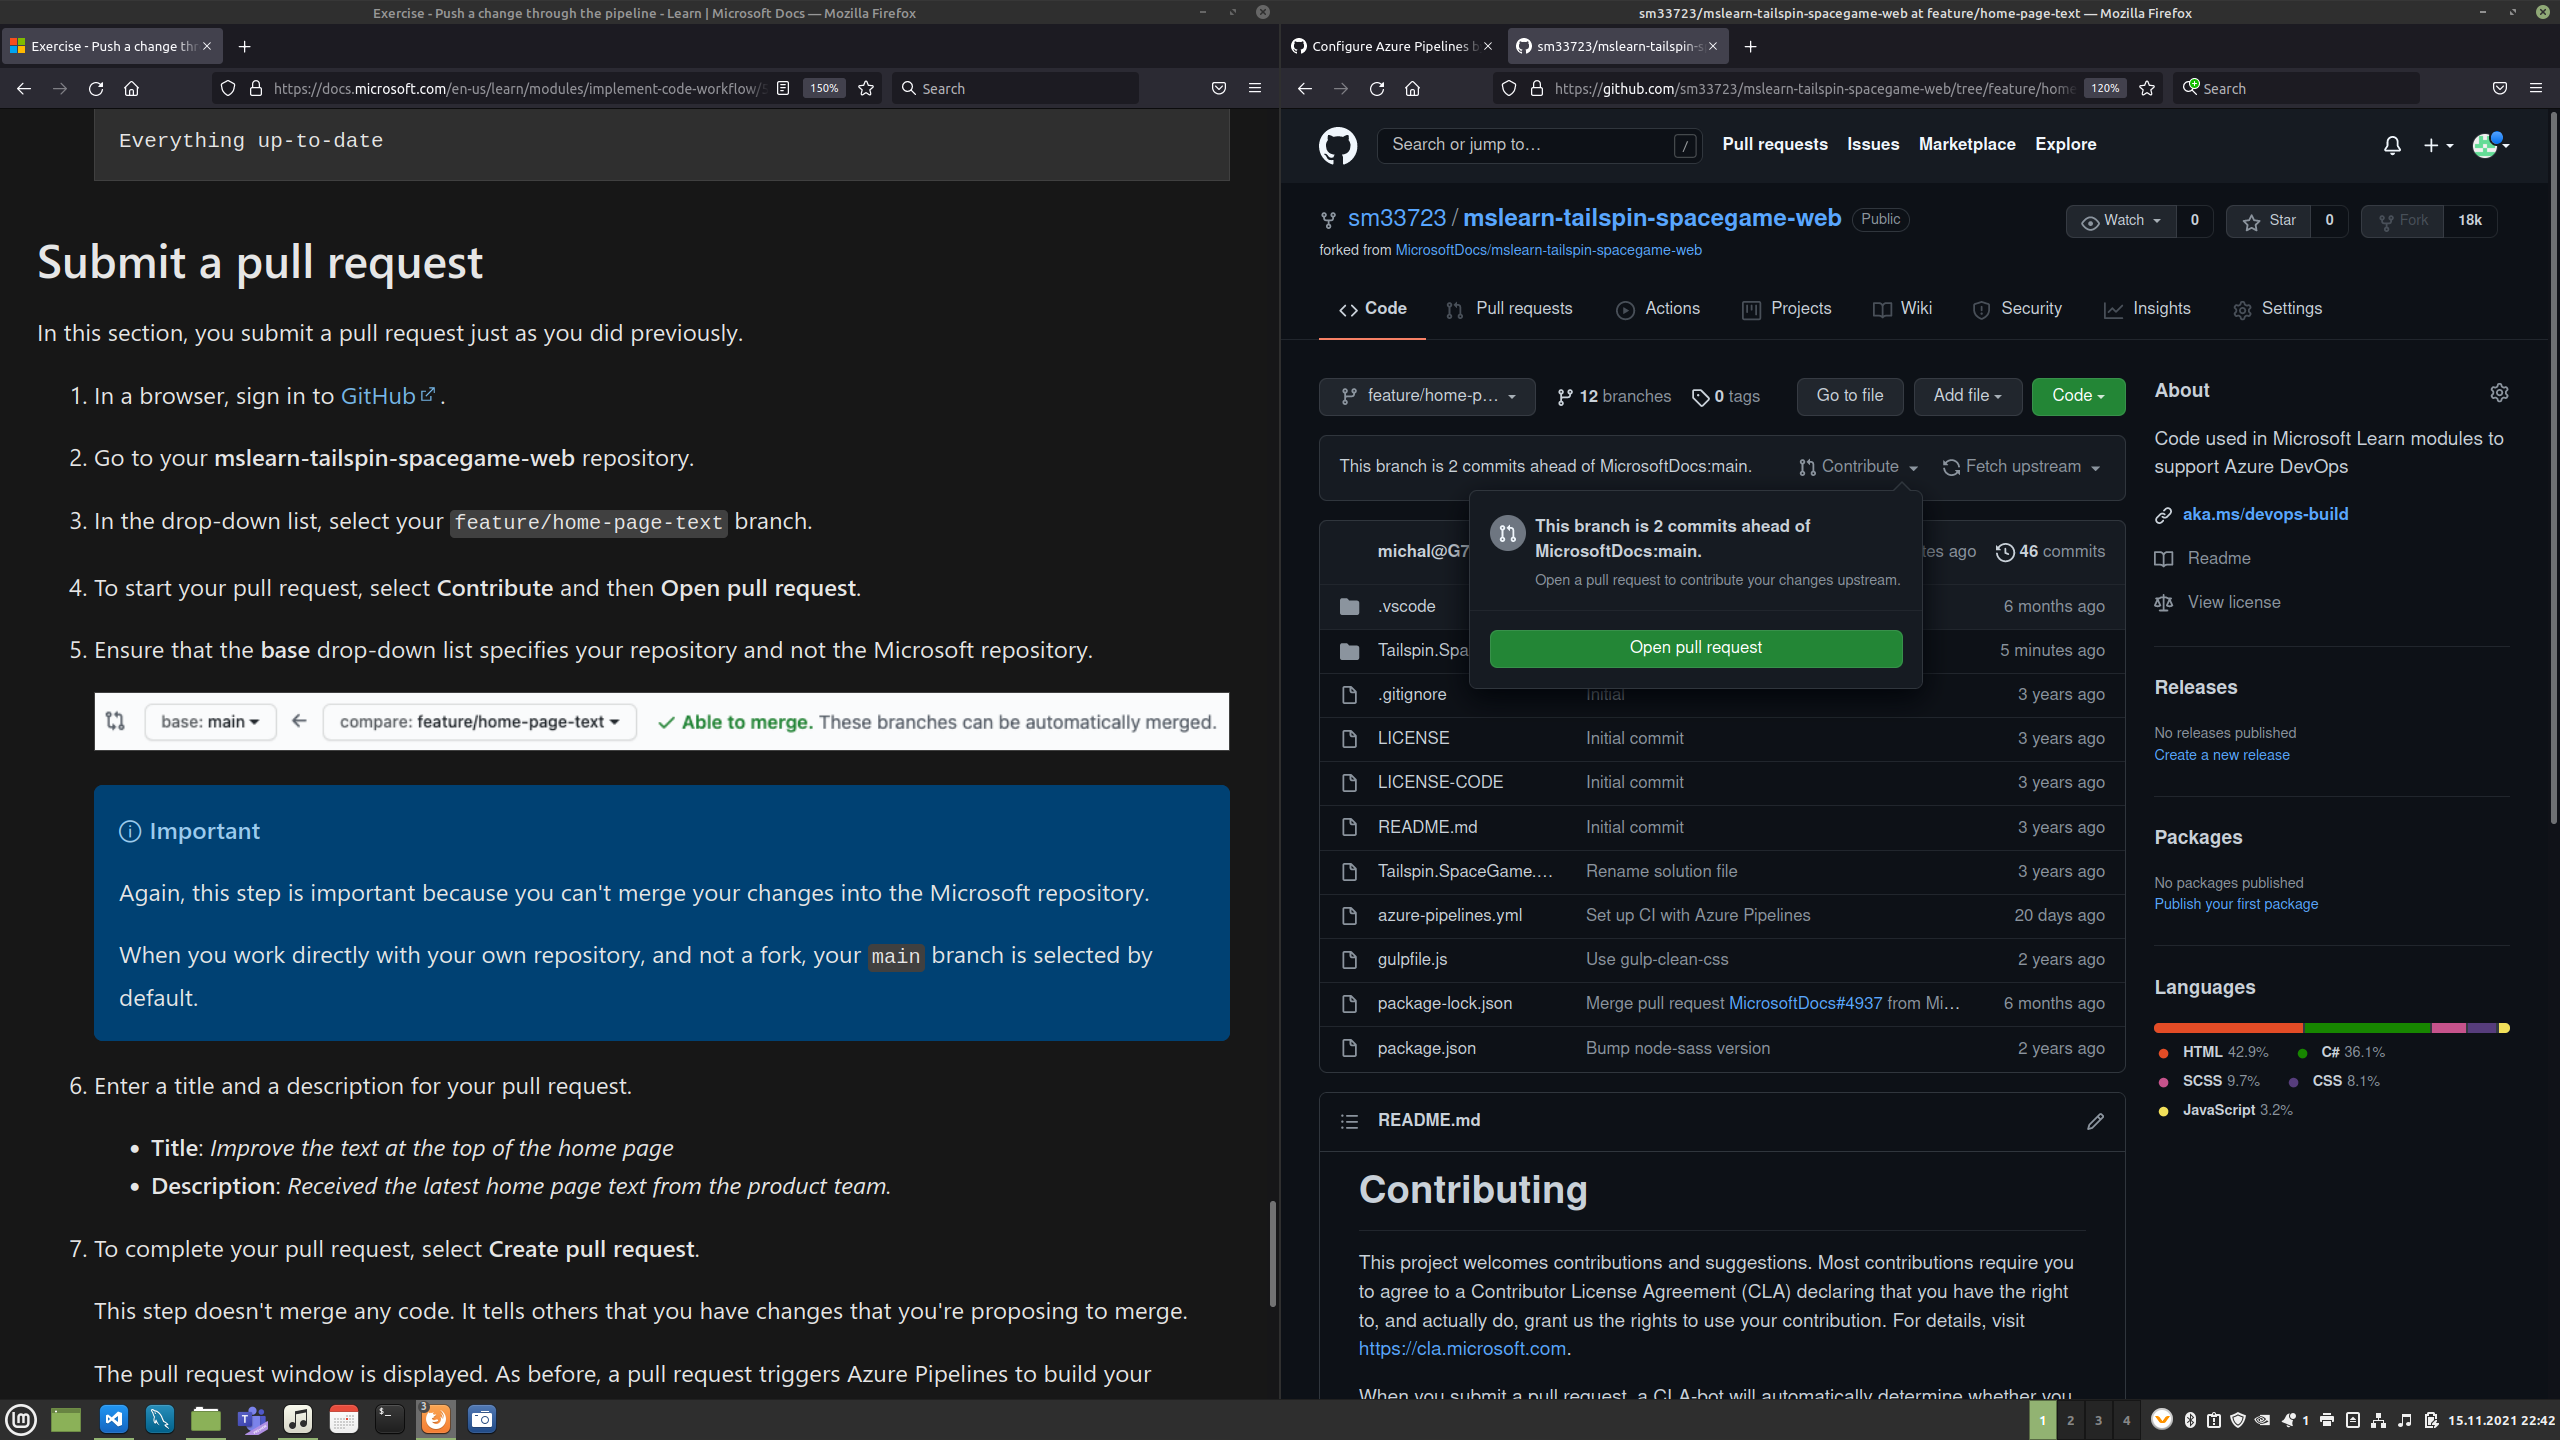 Exercise - Push a change through the pipeline - Learn | Microsoft Docs — Mozilla Firefox
Exercise - Push a change thr
https://docs.microsoft.com/en-us/learn/modules/implement-code-workflow/
150%
Search
Everything up-to-date
Submit a pull request
In this section, you submit a pull request just as you did previously.
1. In a browser, sign in to GitHub .
2. Go to your mslearn-tailspin-spacegame-web repository.
3. In the drop-down list, select your feature/home-page-text branch.
4. To start your pull request, select Contribute and then Open pull request.
5. Ensure that the base drop-down list specifies your repository and not the Microsoft repository.
base: main
compare: feature/home-page-text
Able to merge. These branches can be automatically merged.
Important
Again, this step is important because you can't merge your changes into the Microsoft repository.
When you work directly with your own repository, and not a fork, your main branch is selected by
default.
6. Enter a title and a description for your pull request.
• Title: Improve the text at the top of the home page
• Description: Received the latest home page text from the product team.
7. To complete your pull request, select Create pull request.
This step doesn't merge any code. It tells others that you have changes that you're proposing to merge.
The pull request window is displayed. As before, a pull request triggers Azure Pipelines to build your
sm33723/mslearn-tailspin-spacegame-web at feature/home-page-text — Mozilla Firefox
Configure Azure Pipelines b
sm33723/mslearn-tailspin-s
https://github.com/sm33723/mslearn-tailspin-spacegame-web/tree/feature/home
120%
Search
Search or jump to…
/
Pull requests
Issues
Marketplace
Explore
sm33723 / mslearn-tailspin-spacegame-web
Public
forked from MicrosoftDocs/mslearn-tailspin-spacegame-web
Watch
0
Star
0
Fork
18k
Code
Pull requests
Actions
Projects
Wiki
Security
Insights
Settings
feature/home-p…
12 branches
0 tags
Go to file
Add file
Code
This branch is 2 commits ahead of MicrosoftDocs:main.
Contribute
Fetch upstream
This branch is 2 commits ahead of
MicrosoftDocs:main.
Open a pull request to contribute your changes upstream.
Open pull request
michal@G7
tes ago
46 commits
.vscode
6 months ago
Tailspin.Spa
5 minutes ago
.gitignore
Initial
3 years ago
LICENSE
Initial commit
3 years ago
LICENSE-CODE
Initial commit
3 years ago
README.md
Initial commit
3 years ago
Tailspin.SpaceGame.…
Rename solution file
3 years ago
azure-pipelines.yml
Set up CI with Azure Pipelines
20 days ago
gulpfile.js
Use gulp-clean-css
2 years ago
package-lock.json
Merge pull request MicrosoftDocs#4937 from Mi…
6 months ago
package.json
Bump node-sass version
2 years ago
README.md
Contributing
This project welcomes contributions and suggestions. Most contributions require you
to agree to a Contributor License Agreement (CLA) declaring that you have the right
to, and actually do, grant us the rights to use your contribution. For details, visit
https://cla.microsoft.com.
When you submit a pull request, a CLA-bot will automatically determine whether you
About
Code used in Microsoft Learn modules to
support Azure DevOps
aka.ms/devops-build
Readme
View license
Releases
No releases published
Create a new release
Packages
No packages published
Publish your first package
Languages
HTML 42.9%
C# 36.1%
SCSS 9.7%
CSS 8.1%
JavaScript 3.2%
3
1
2
3
4
1
15.11.2021 22:42